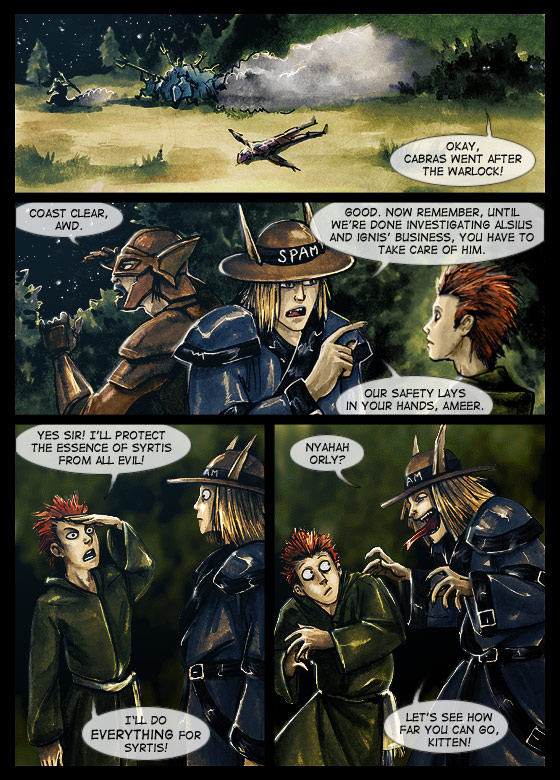 OKAY,
CABRAS WENT AFTER
THE WARLOCK!
COAST CLEAR,
AWD.
GOOD. NOW REMEMBER, UNTIL
WE'RE DONE INVESTIGATING ALSIUS
AND IGNIS' BUSINESS, YOU HAVE TO
TAKE CARE OF HIM.
SPAM
OUR SAFETY LAYS
IN YOUR HANDS, AMEER.
YES SIR! I'LL PROTECT
THE ESSENCE OF SYRTIS
FROM ALL EVIL!
AM
I'LL DO
EVERYTHING FOR
SYRTIS!
NYAHAH
ORLY?
AM
LET'S SEE HOW
FAR YOU CAN GO,
KITTEN!